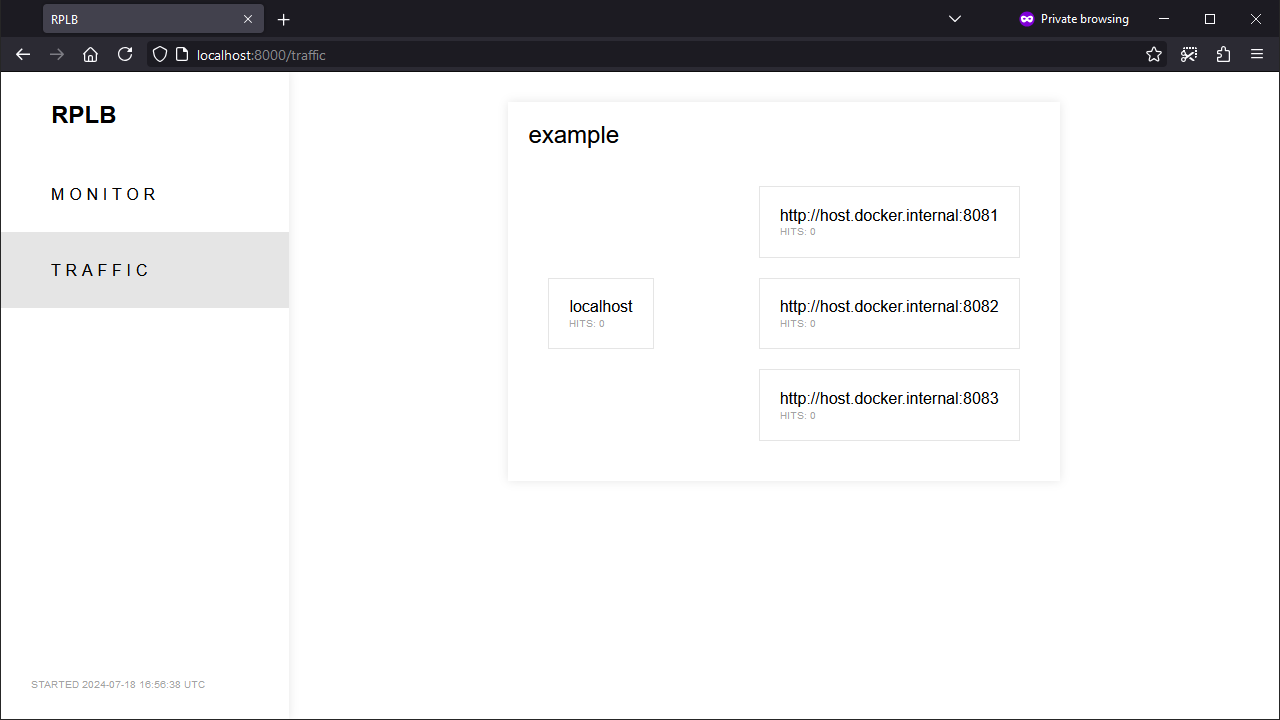 RPLB
Private browsing
localhost:8000/traffic
RPLB
MONITOR
TRAFFIC
STARTED 2024-07-18 16:56:38 UTC
example
localhost
HITS: 0
http://host.docker.internal:8081
HITS: 0
http://host.docker.internal:8082
HITS: 0
http://host.docker.internal:8083
HITS: 0